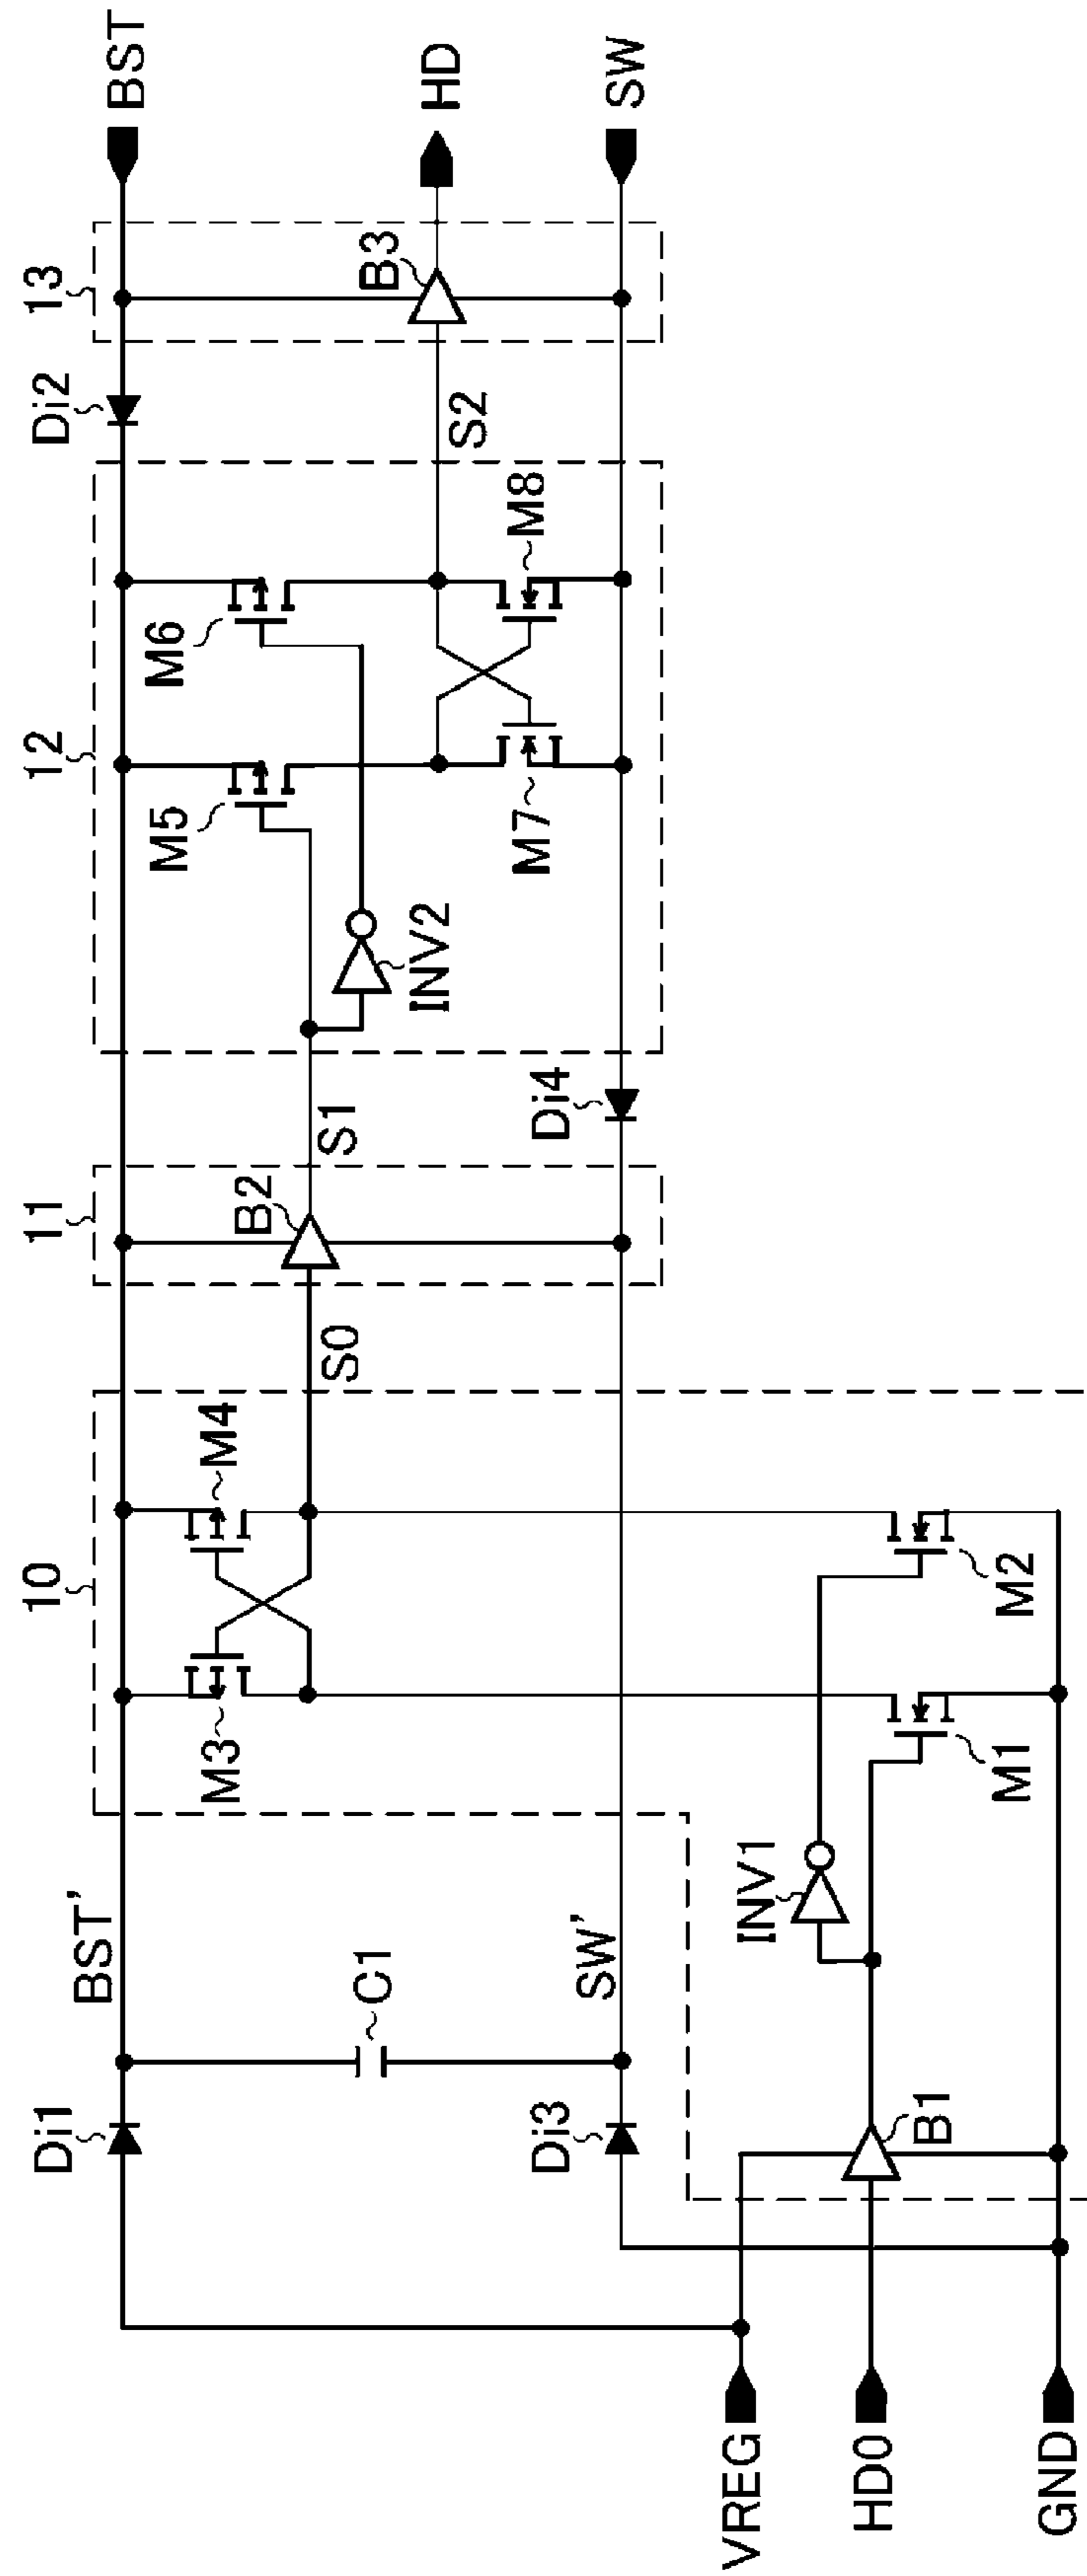 BST
HD
SW
13
B3
Di2
S2
12
M6
M8
M5
M7
INV2
Di4
S1
11
B2
S0
10
M4
M3
M2
M1
INV1
BST'
C1
SW'
Di1
Di3
B1
VREG
HD0
GND